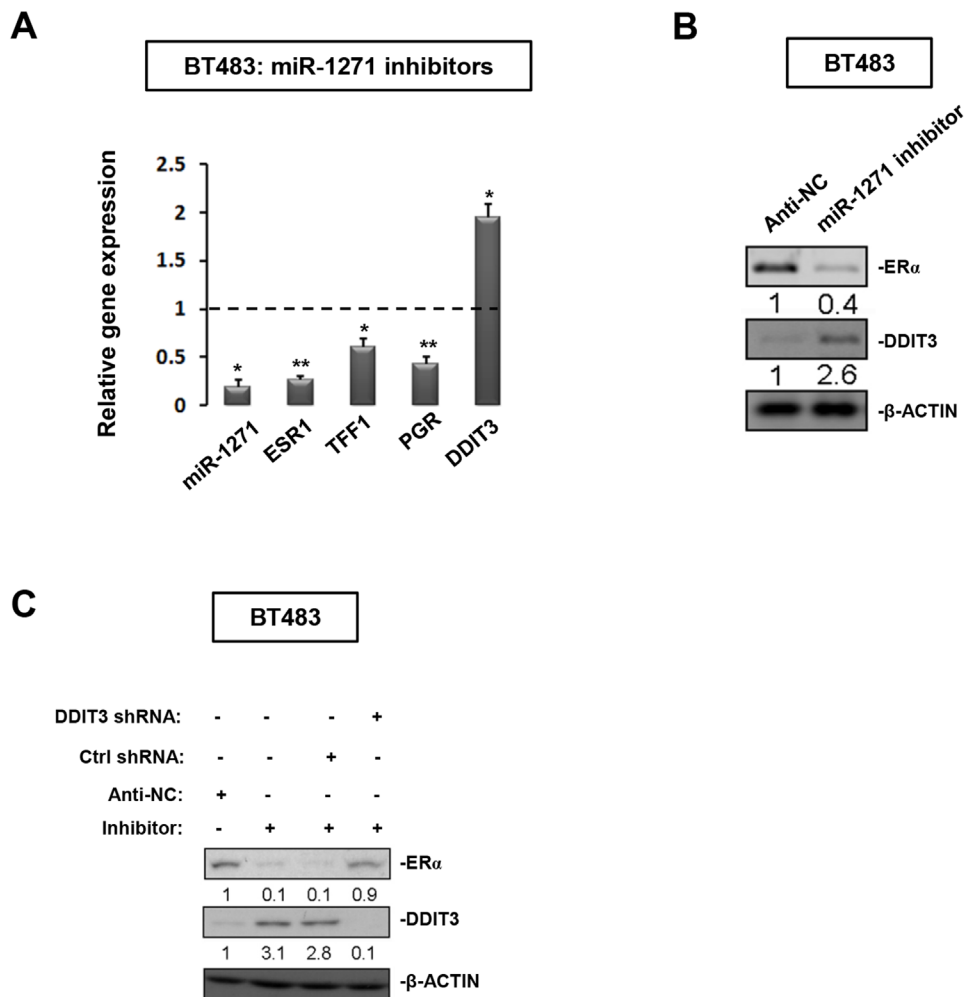 A
BT483: miR-1271 inhibitors
Relative gene expression
2.5
2
1.5
1
0.5
0
*
**
*
**
*
miR-1271
ESR1
TFF1
PGR
DDIT3
B
BT483
Anti-NC
miR-1271 inhibitor
-ERα
1 0.4
-DDIT3
1 2.6
-β-ACTIN
C
BT483
DDIT3 shRNA: - - - +
Ctrl shRNA: - - + -
Anti-NC: + - - -
Inhibitor: - + + +
-ERα
1 0.1 0.1 0.9
-DDIT3
1 3.1 2.8 0.1
-β-ACTIN